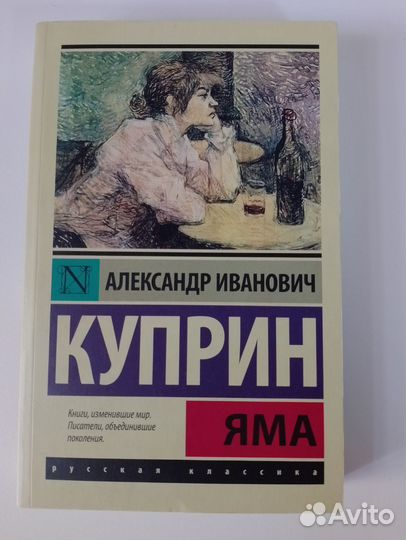 N
АЛЕКСАНДР ИВАНОВИЧ
КУПРИН
Книги, изменившие мир.
Писатели, объединившие
поколения.
ЯМА
русская классика
Avito